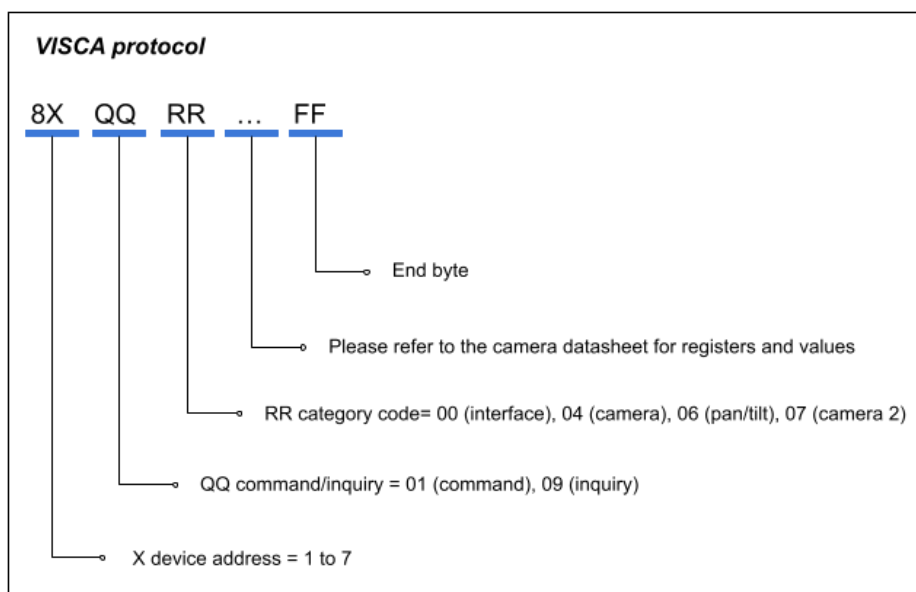 VISCA protocol
8X QQ RR ... FF
End byte
Please refer to the camera datasheet for registers and values
RR category code= 00 (interface), 04 (camera), 06 (pan/tilt), 07 (camera 2)
QQ command/inquiry = 01 (command), 09 (inquiry)
X device address = 1 to 7